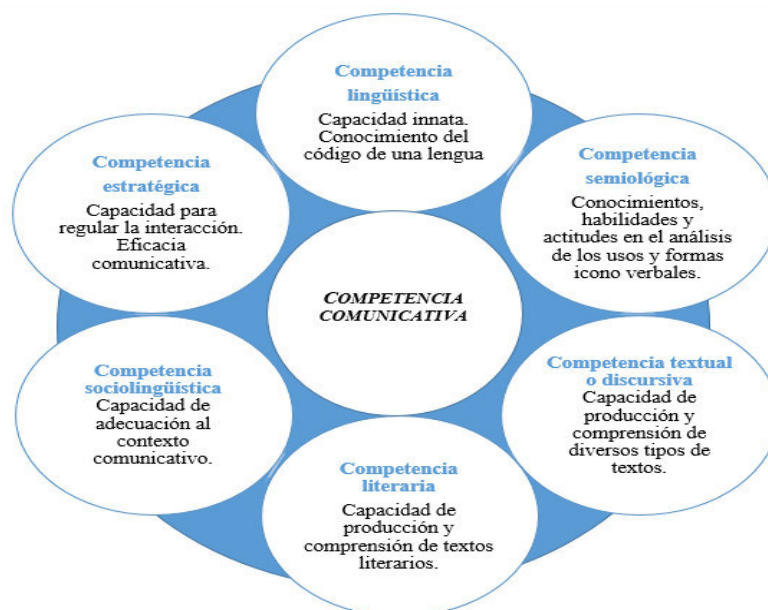 Competencia
lingüística
Capacidad innata.
Conocimiento del
código de una lengua
Competencia
semiológica
Conocimientos,
habilidades y
actitudes en el análisis
de los usos y formas
icono verbales.
Competencia textual
o discursiva
Capacidad de
producción y
comprensión de
diversos tipos de
textos.
Competencia
literaria
Capacidad de
producción y
comprensión de textos
literarios.
Competencia
sociolingüística
Capacidad de
adecuación al
contexto
comunicativo.
Competencia
estratégica
Capacidad para
regular la interacción.
Eficacia
comunicativa.
COMPETENCIA
COMUNICATIVA